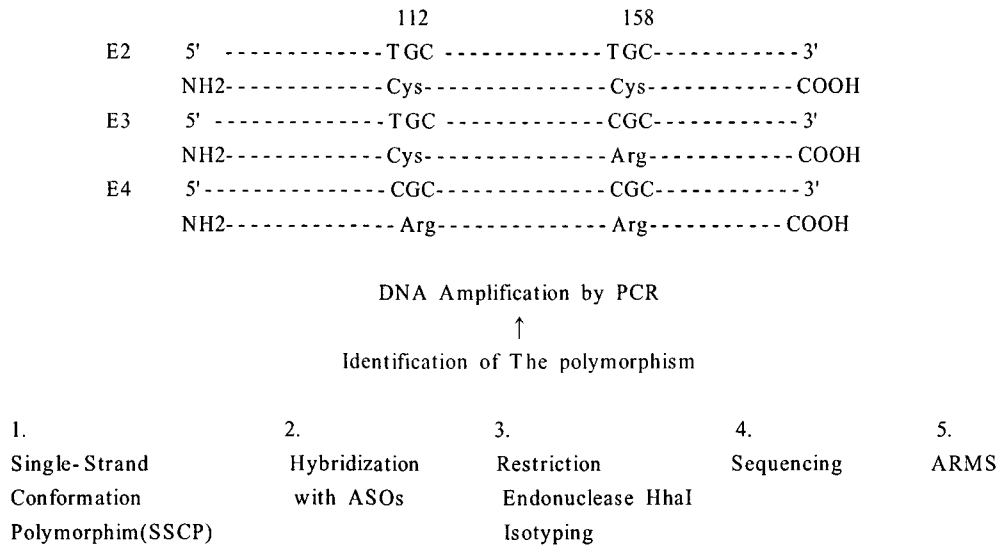 112 158
E2 5' ------------TGC ------------TGC-----------3'
NH2------------Cys-------------Cys-----------COOH
E3 5' ------------TGC ------------CGC-----------3'
NH2------------Cys-------------Arg-----------COOH
E4 5'-------------CGC-------------CGC-----------3'
NH2------------- Arg-------------Arg-----------COOH
DNA Amplification by PCR
↑
Identification of The polymorphism
1. 2. 3. 4. 5.
Single-Strand Hybridization Restriction Sequencing ARMS
Conformation with ASOs Endonuclease HhaI
Polymorphim(SSCP) Isotyping